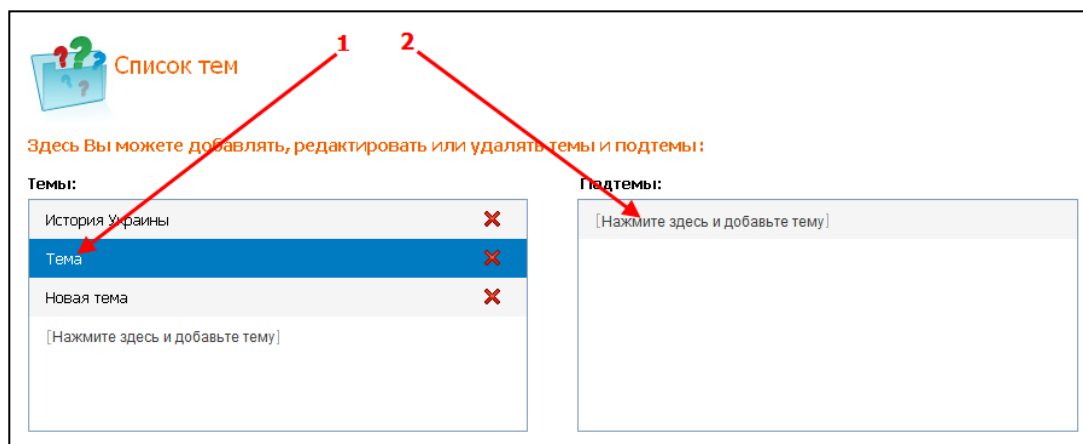 1 2
Список тем
Здесь Вы можете добавлять, редактировать или удалять темы и подтемы:
Темы: Подтемы:
История Украины [Нажмите здесь и добавьте тему]
Тема
Новая тема
[Нажмите здесь и добавьте тему]